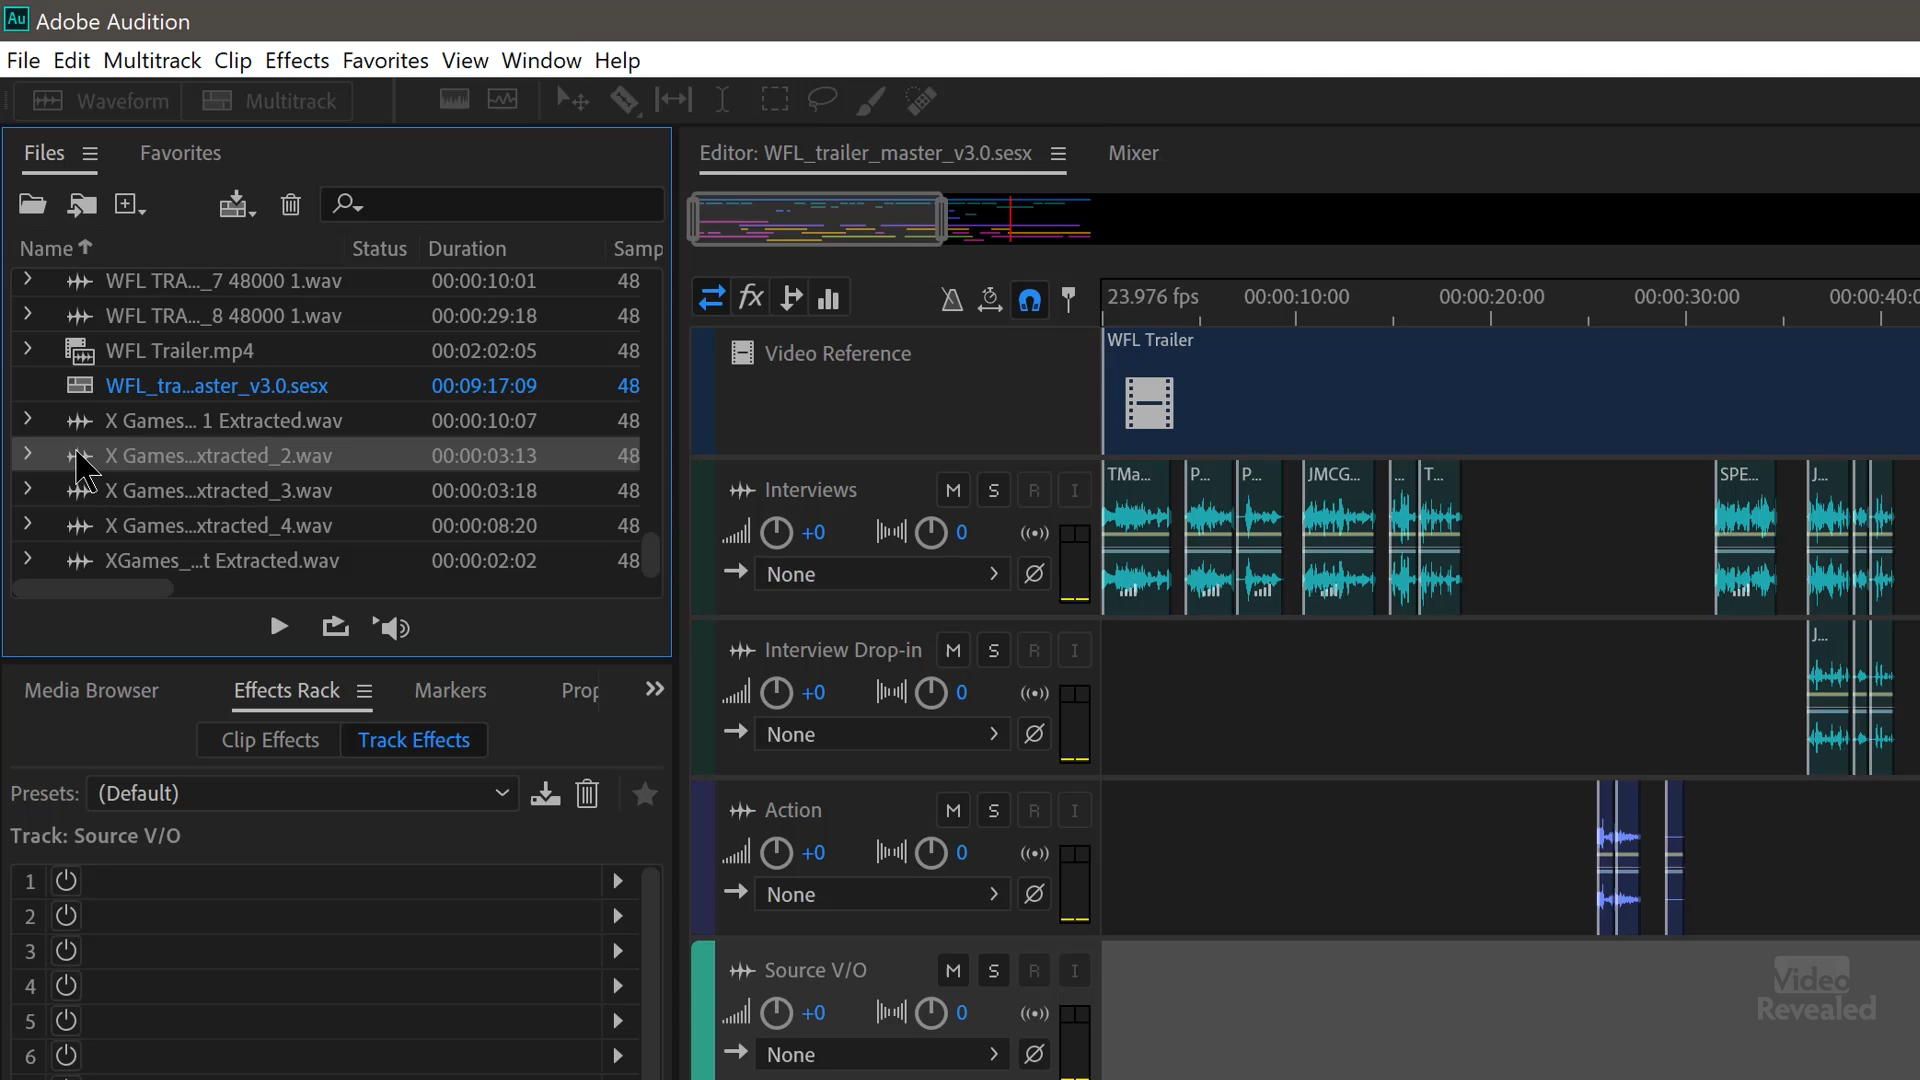 Au Adobe Audition
File Edit Multitrack Clip Effects Favorites View Window Help
Waveform Multitrack
Files Favorites
Name Status Duration Samp
WFL TRA..._7 48000 1.wav 00:00:10:01 48
WFL TRA..._8 48000 1.wav 00:00:29:18 48
WFL Trailer.mp4 00:02:02:05 48
WFL_tra...aster_v3.0.sesx 00:09:17:09 48
X Games... 1 Extracted.wav 00:00:10:07 48
X Games...xtracted_2.wav 00:00:03:13 48
X Games...xtracted_3.wav 00:00:03:18 48
X Games...xtracted_4.wav 00:00:08:20 48
XGames_...t Extracted.wav 00:00:02:02 48
Media Browser Effects Rack Markers Prop
Clip Effects Track Effects
Presets: (Default)
Track: Source V/O
1
2
3
4
5
6
Editor: WFL_trailer_master_v3.0.sesx Mixer
fx 23.976 fps 00:00:10:00 00:00:20:00 00:00:30:00 00:00:40:0
Video Reference
WFL Trailer
Interviews M S R I
+0 0
None
TMa... P... P... JMCG... ... T... SPE... J...
Interview Drop-in M S R I
+0 0
None
J...
Action M S R I
+0 0
None
Source V/O M S R I
+0 0
None
Video
Revealed